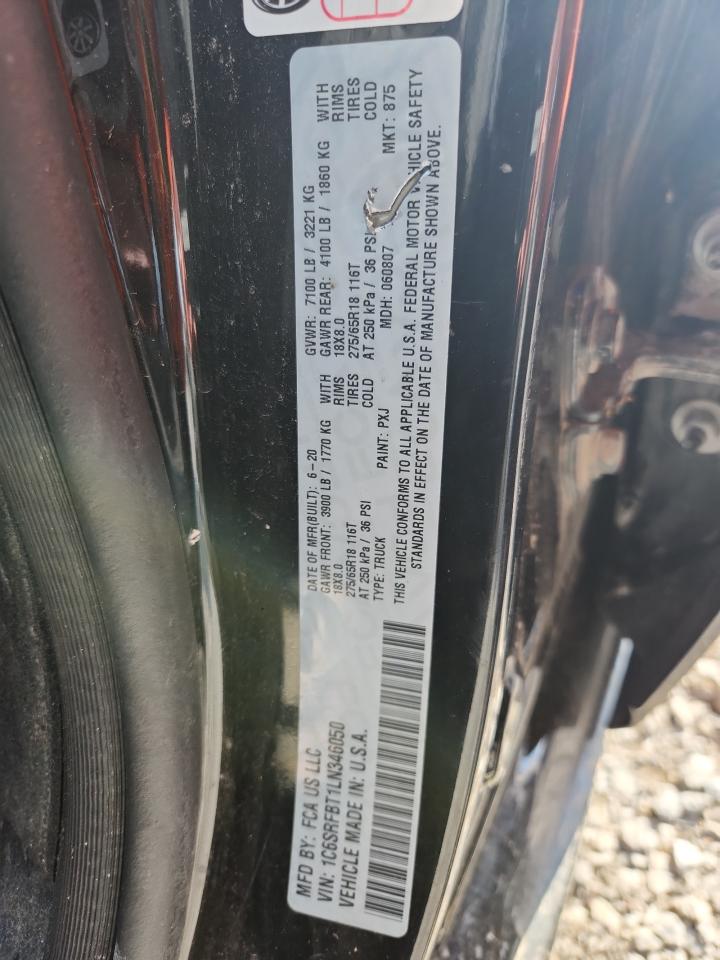 MFD BY: FCA US LLC
VIN: 1C6SRFBT1LN346050
VEHICLE MADE IN: U.S.A.
DATE OF MFR(BUILT): 6-20 GVWR: 7100 LB / 3221 KG
GAWR FRONT: 3900 LB / 1770 KG WITH GAWR REAR: 4100 LB / 1860 KG WITH
18X8.0 RIMS 18X8.0 RIMS
275/65R18 116T TIRES 275/65R18 116T TIRES
AT 250 kPa / 36 PSI COLD AT 250 kPa / 36 PSI COLD
TYPE: TRUCK PAINT: PXJ MDH: 060807 MKT: 875
THIS VEHICLE CONFORMS TO ALL APPLICABLE U.S.A. FEDERAL MOTOR VEHICLE SAFETY
STANDARDS IN EFFECT ON THE DATE OF MANUFACTURE SHOWN ABOVE.